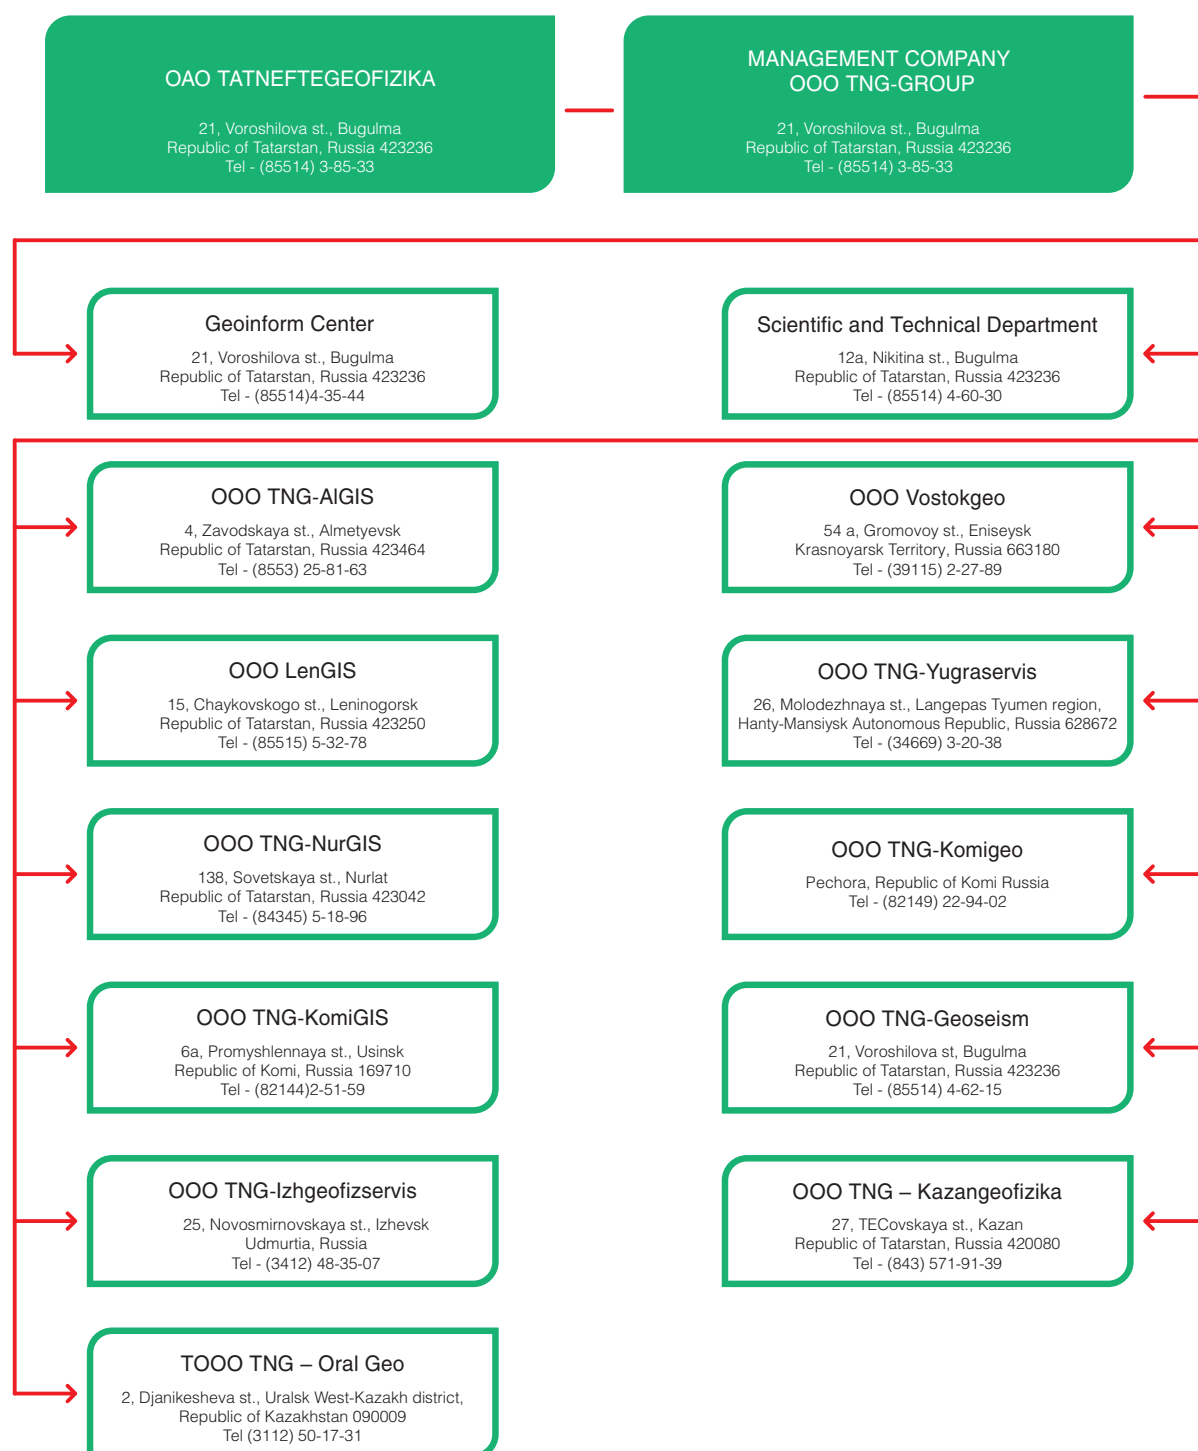 OAO TATNEFTEGEOFIZIKA
21, Voroshilova st., Bugulma
Republic of Tatarstan, Russia 423236
Tel - (85514) 3-85-33
MANAGEMENT COMPANY
OOO TNG-GROUP
21, Voroshilova st., Bugulma
Republic of Tatarstan, Russia 423236
Tel - (85514) 3-85-33
Geoinform Center
21, Voroshilova st., Bugulma
Republic of Tatarstan, Russia 423236
Tel - (85514)4-35-44
Scientific and Technical Department
12a, Nikitina st., Bugulma
Republic of Tatarstan, Russia 423236
Tel - (85514) 4-60-30
OOO TNG-AlGIS
4, Zavodskaya st., Almetyevsk
Republic of Tatarstan, Russia 423464
Tel - (8553) 25-81-63
OOO Vostokgeo
54 a, Gromovoy st., Eniseysk
Krasnoyarsk Territory, Russia 663180
Tel - (39115) 2-27-89
OOO LenGIS
15, Chaykovskogo st., Leninogorsk
Republic of Tatarstan, Russia 423250
Tel - (85515) 5-32-78
OOO TNG-Yugraservis
26, Molodezhnaya st., Langepas Tyumen region,
Hanty-Mansiysk Autonomous Republic, Russia 628672
Tel - (34669) 3-20-38
OOO TNG-NurGIS
138, Sovetskaya st., Nurlat
Republic of Tatarstan, Russia 423042
Tel - (84345) 5-18-96
OOO TNG-Komigeo
Pechora, Republic of Komi Russia
Tel - (82149) 22-94-02
OOO TNG-KomiGIS
6a, Promyshlennaya st., Usinsk
Republic of Komi, Russia 169710
Tel - (82144)2-51-59
OOO TNG-Geoseism
21, Voroshilova st, Bugulma
Republic of Tatarstan, Russia 423236
Tel - (85514) 4-62-15
OOO TNG-Izhgeofizservis
25, Novosmirnovskaya st., Izhevsk
Udmurtia, Russia
Tel - (3412) 48-35-07
OOO TNG – Kazangeofizika
27, TECovskaya st., Kazan
Republic of Tatarstan, Russia 420080
Tel - (843) 571-91-39
TOOO TNG – Oral Geo
2, Djanikesheva st., Uralsk West-Kazakh district,
Republic of Kazakhstan 090009
Tel (3112) 50-17-31